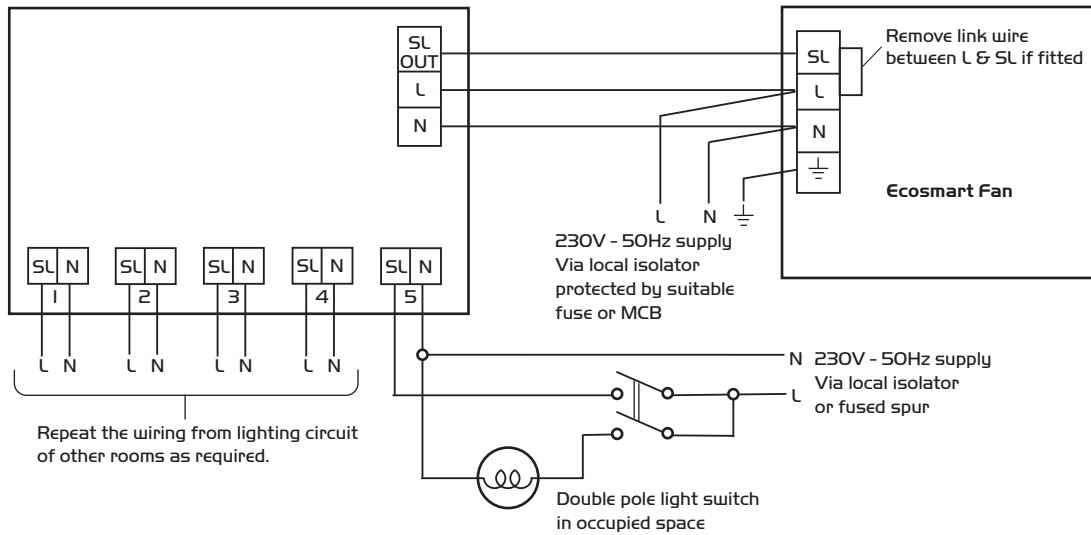 SL
OUT
L
N
SL
L
N
Remove link wire
between L & SL if fitted
Ecosmart Fan
L N
230V - 50Hz supply
Via local isolator
protected by suitable
fuse or MCB
SL N SL N SL N SL N SL N
1 2 3 4 5
L N L N L N L N
Repeat the wiring from lighting circuit
of other rooms as required.
N 230V - 50Hz supply
L Via local isolator
or fused spur
Double pole light switch
in occupied space